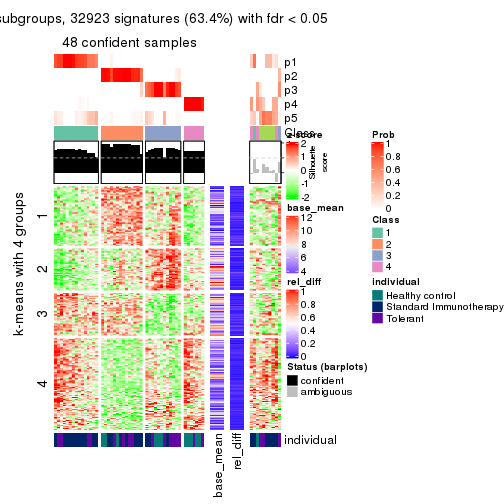 subgroups, 32923 signatures (63.4%) with fdr < 0.05
48 confident samples
p1
p2
p3
p4
p5
Class
Silhouette
score
k-means with 4 groups
1
2
3
4
base_mean
rel_diff
individual
z-score
2
1
0
-1
-2
base_mean
12
10
8
6
4
rel_diff
1
0.8
0.6
0.4
0.2
0
Status (barplots)
confident
ambiguous
Prob
1
0.8
0.6
0.4
0.2
0
Class
1
2
3
4
individual
Healthy control
Standard Immunotherapy
Tolerant